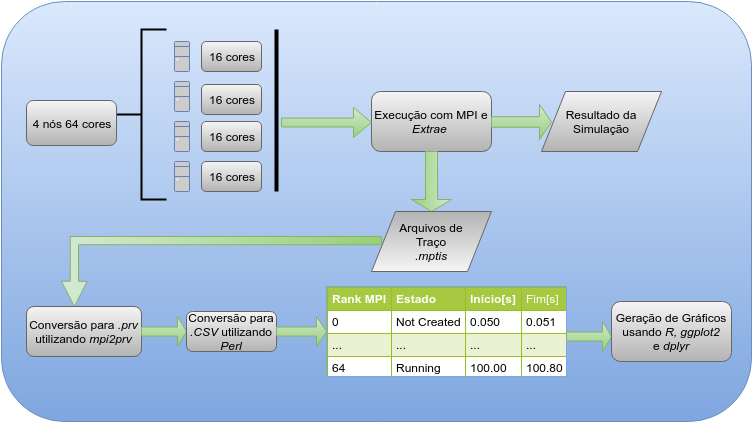 4 nós 64 cores
16 cores
16 cores
16 cores
16 cores
Execução com MPI e
Extrae
Resultado da
Simulação
Arquivos de
Traço
.mptis
Conversão para .prv
utilizando mpi2prv
Conversão para
.CSV utilizando
Perl
Rank MPI Estado Início[s] Fim[s]
0 Not Created 0.050 0.051
... ... ... ...
64 Running 100.00 100.80
Geração de Gráficos
usando R, ggplot2
e dplyr